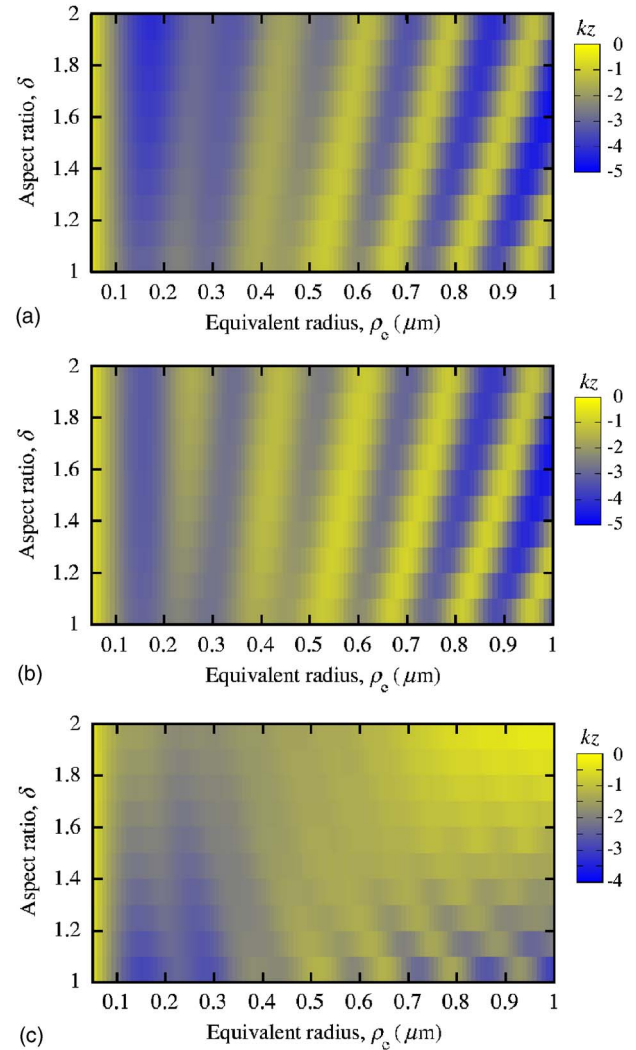 2
1.8
1.6
1.4
1.2
1
Aspect ratio, δ
0.1 0.2 0.3 0.4 0.5 0.6 0.7 0.8 0.9 1
Equivalent radius, ρe (μm)
kz
0
-1
-2
-3
-4
-5
(a)
2
1.8
1.6
1.4
1.2
1
Aspect ratio, δ
0.1 0.2 0.3 0.4 0.5 0.6 0.7 0.8 0.9 1
Equivalent radius, ρe (μm)
kz
0
-1
-2
-3
-4
-5
(b)
2
1.8
1.6
1.4
1.2
1
Aspect ratio, δ
0.1 0.2 0.3 0.4 0.5 0.6 0.7 0.8 0.9 1
Equivalent radius, ρe (μm)
kz
0
-1
-2
-3
-4
(c)